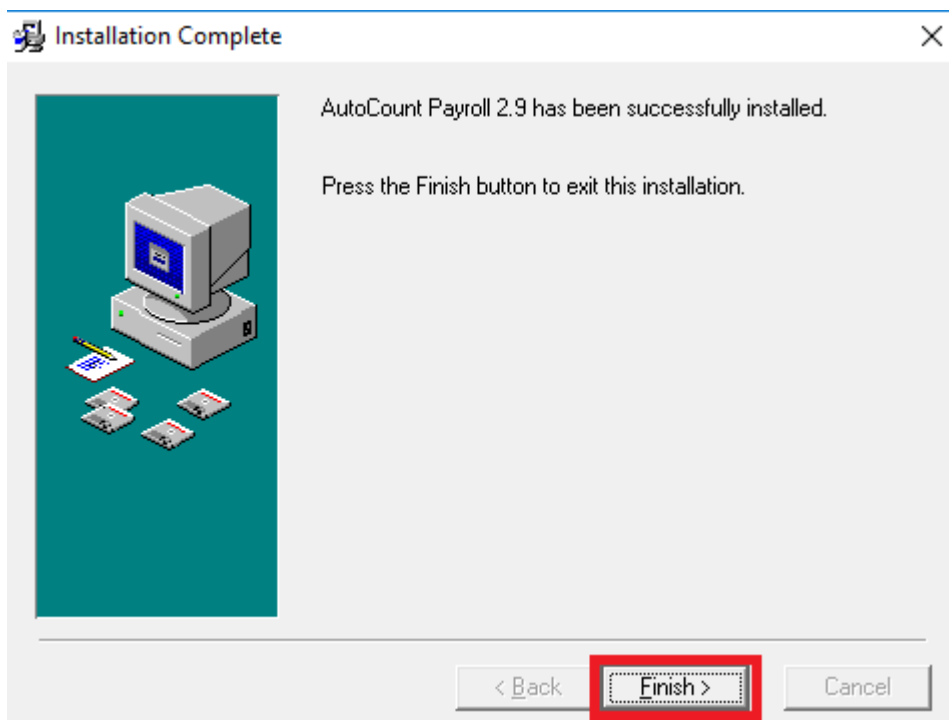 Installation Complete
AutoCount Payroll 2.9 has been successfully installed.
Press the Finish button to exit this installation.
< Back
Finish >
Cancel